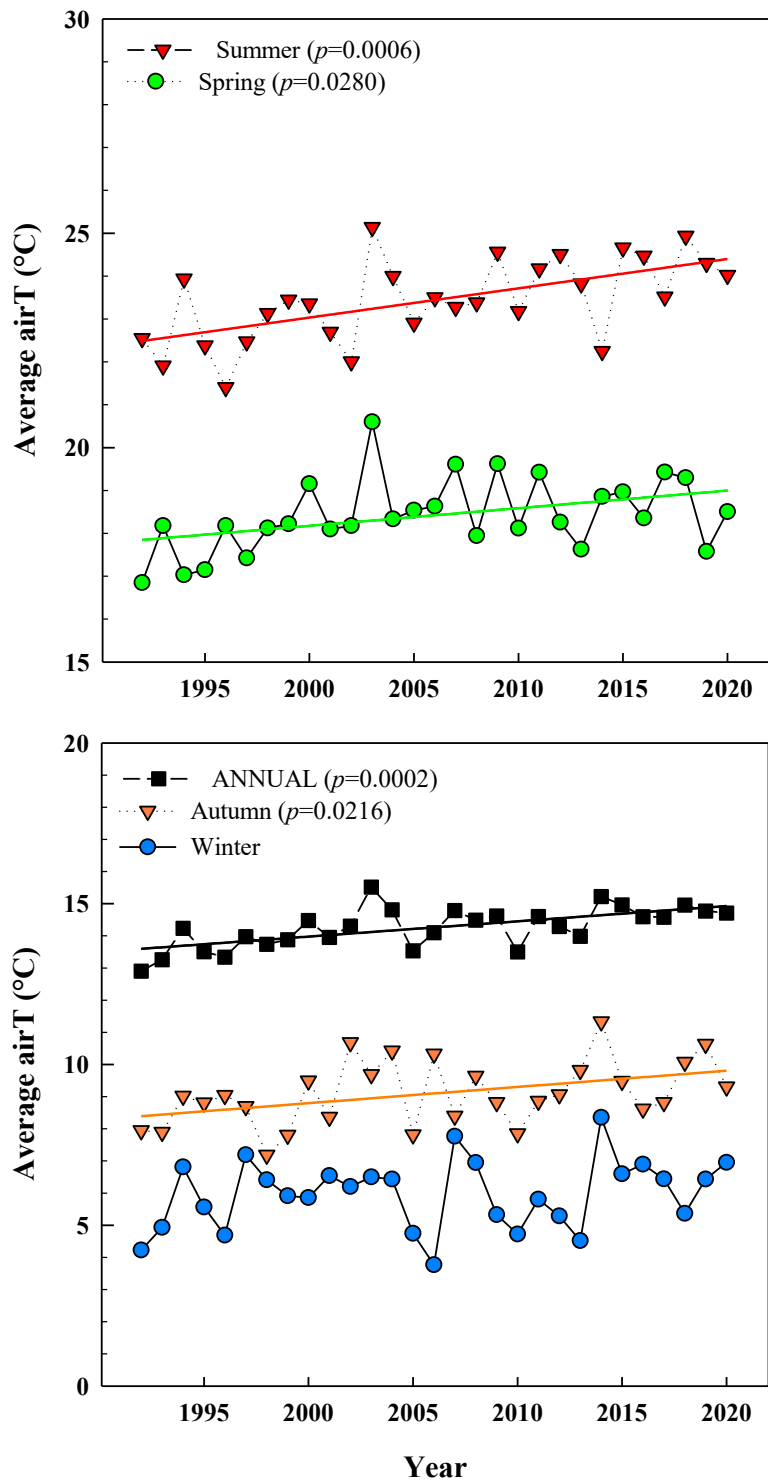 30
Summer (p=0.0006)
Spring (p=0.0280)
25
20
15
Average airT (°C)
1995 2000 2005 2010 2015 2020
20
ANNUAL (p=0.0002)
Autumn (p=0.0216)
Winter
15
10
5
0
Average airT (°C)
1995 2000 2005 2010 2015 2020
Year